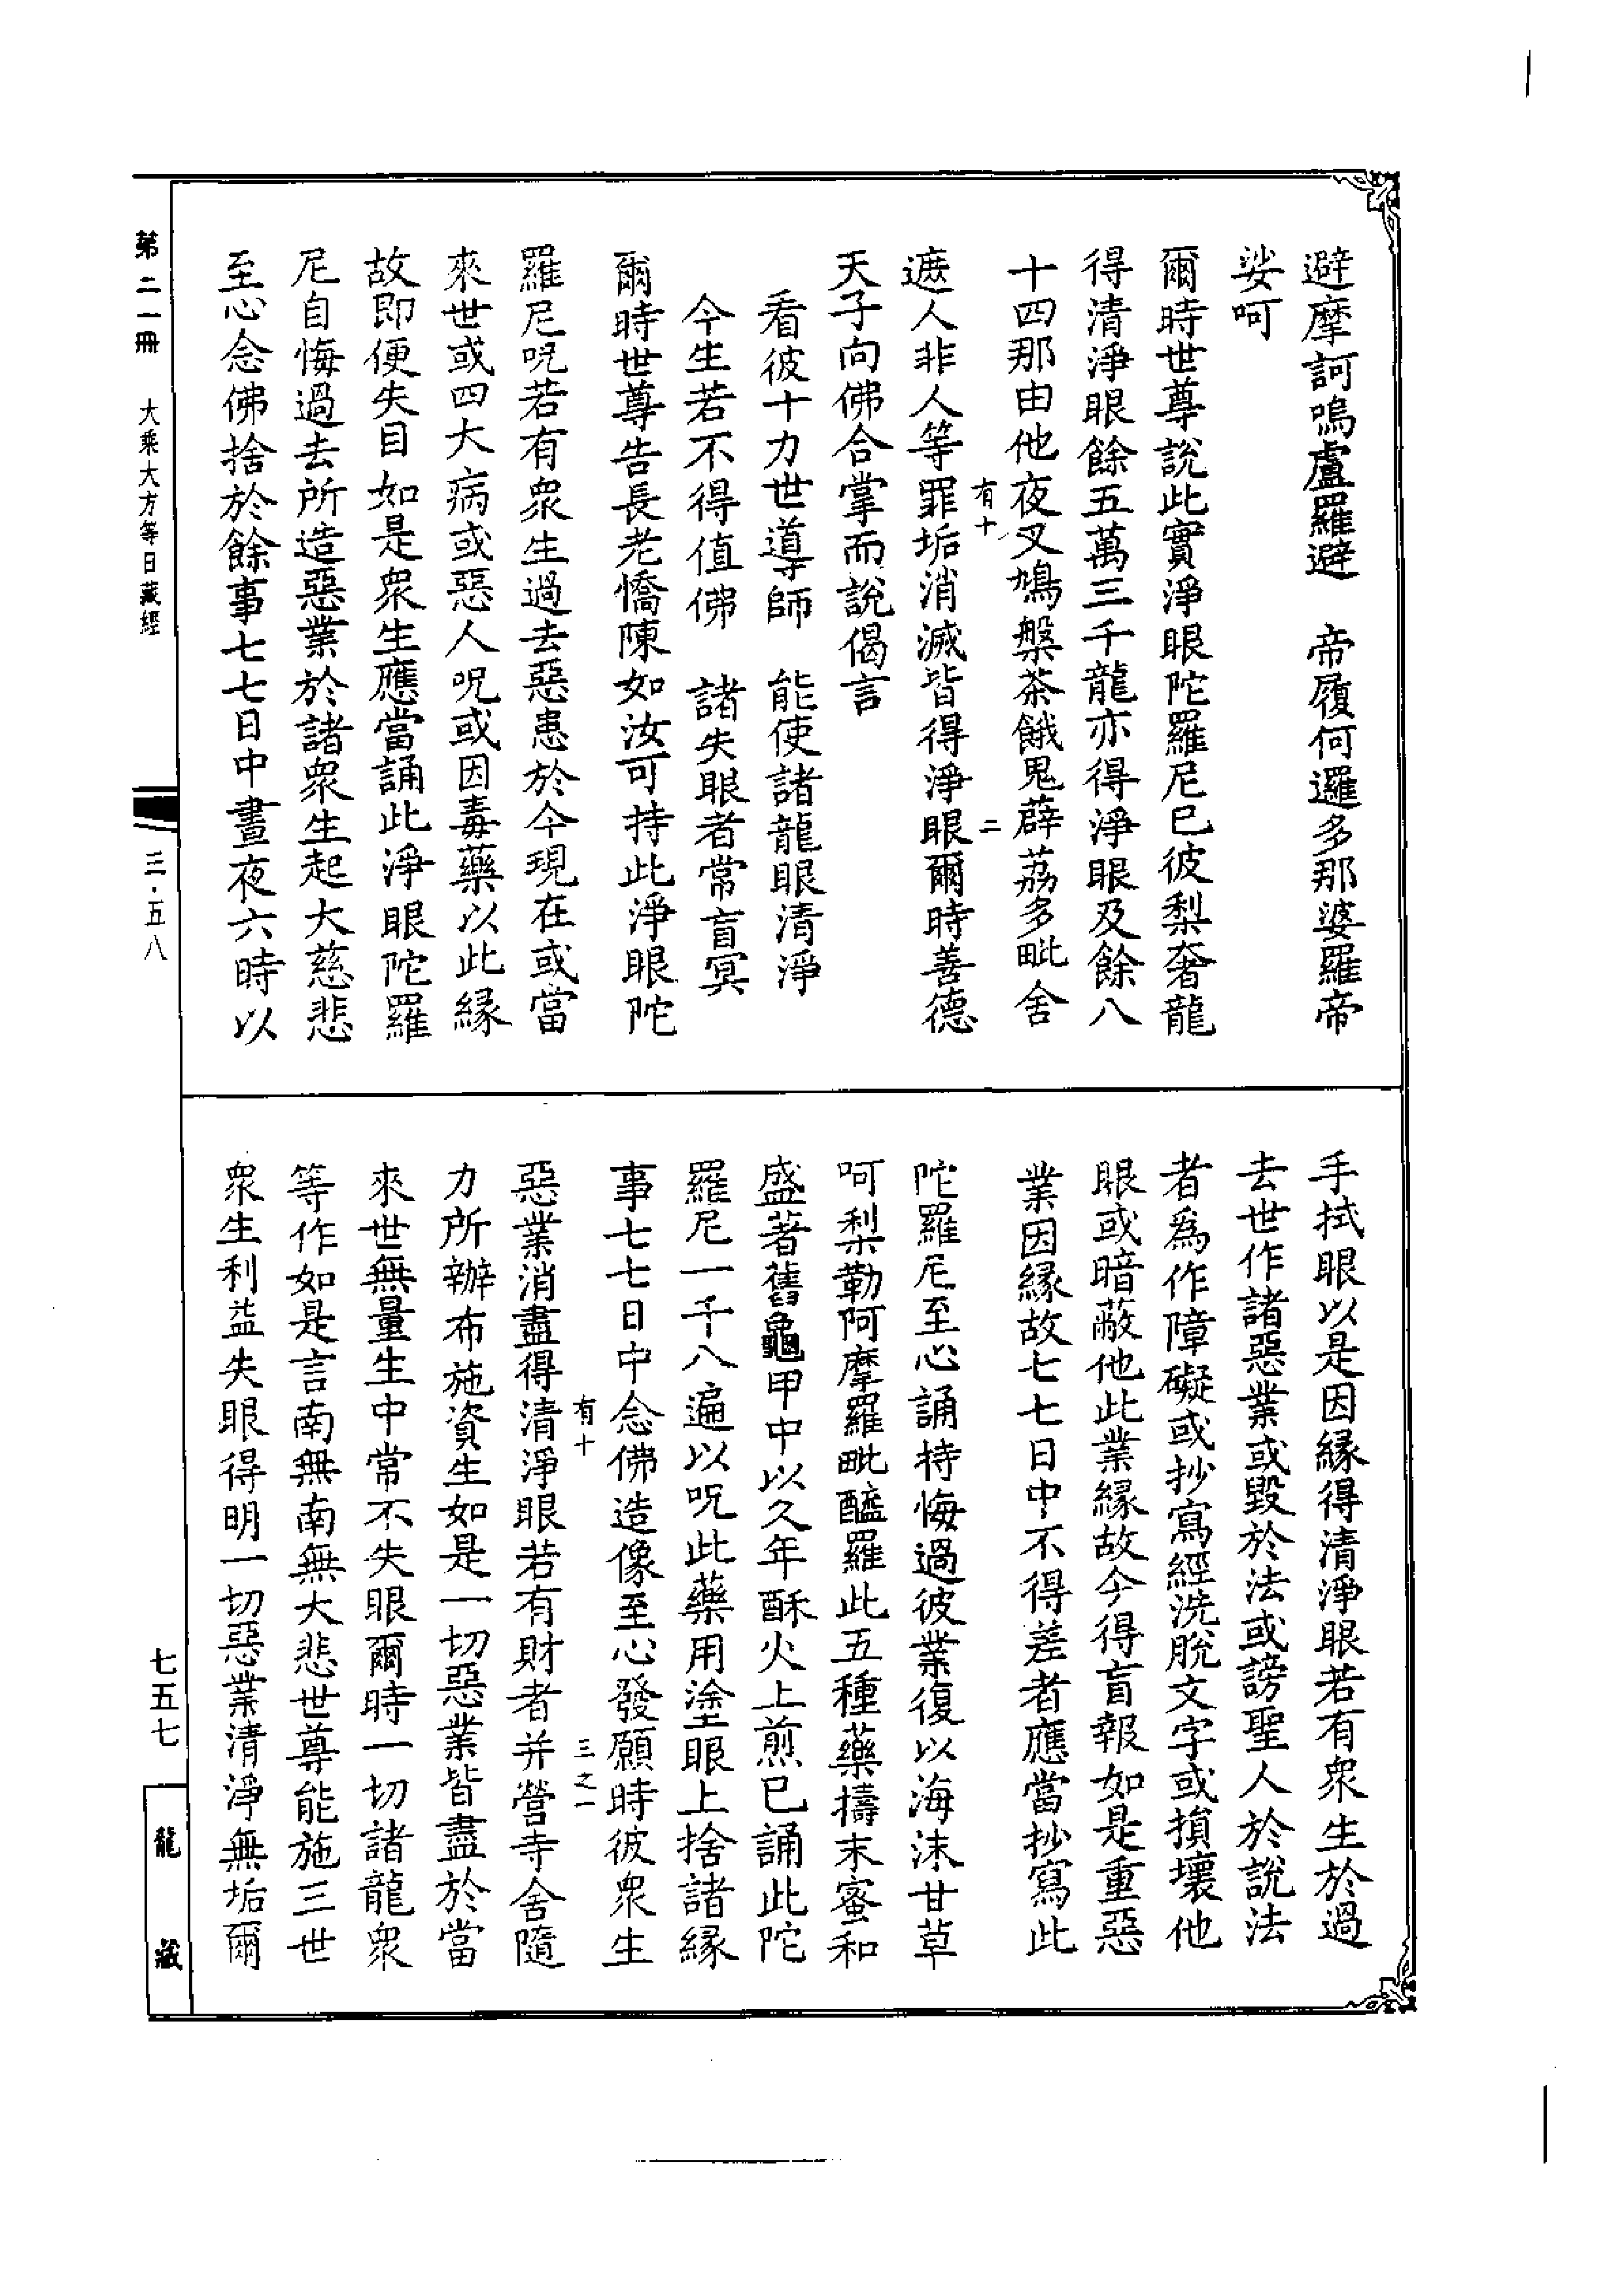 避摩訶嗚盧羅避　帝履何邏多那婆羅帝
娑呵
爾時世尊說此實淨眼陀羅尼已彼梨奢龍
得清淨眼餘五萬三千龍亦得淨眼及餘八
十四那由他夜叉鳩槃茶餓鬼薜荔多毗舍
有十　二
遮人非人等罪垢消滅皆得淨眼爾時善德
天子向佛合掌而說偈言
看彼十力世導師　能使諸龍眼清淨
今生若不得值佛　諸失眼者常盲冥
爾時世尊告長老憍陳如汝可持此淨眼陀
羅尼呪若有衆生過去惡患於今現在或當
來世或四大病或惡人呪或因毒藥以此緣
故即便失目如是衆生應當誦此淨眼陀羅
尼自悔過去所造惡業於諸衆生起大慈悲
至心念佛捨於餘事七七日中晝夜六時以
手拭眼以是因緣得清淨眼若有衆生於過
去世作諸惡業或毀於法或謗聖人於說法
者爲作障礙或抄寫經洗脫文字或損壞他
眼或暗蔽他此業緣故今得盲報如是重惡
業因緣故七七日中不得差者應當抄寫此
陀羅尼至心誦持悔過彼業復以海沫甘草
呵梨勒阿摩羅毗醯羅此五種藥擣末蜜和
盛著舊龜甲中以久年酥火上煎已誦此陀
羅尼一千八遍以呪此藥用塗眼上捨諸緣
事七七日中念佛造像至心發願時彼衆生
有十　三之一
惡業消盡得清淨眼若有財者并營寺舍隨
力所辦布施資生如是一切惡業皆盡於當
來世無量生中常不失眼爾時一切諸龍衆
等作如是言南無南無大悲世尊能施三世
衆生利益失眼得明一切惡業清淨無垢爾
第二一冊　大乘大方等日藏經
三·五八
七五七
龍藏